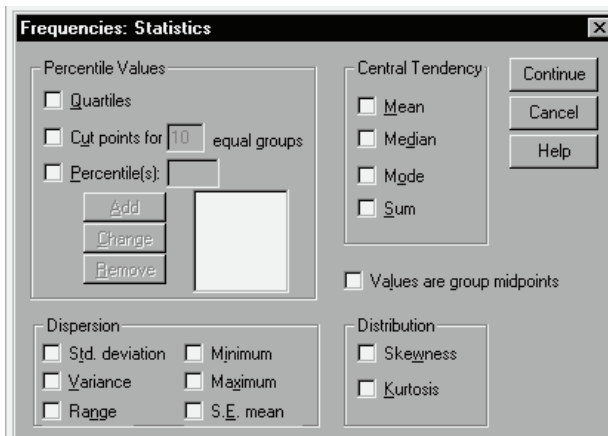 Frequencies: Statistics
Percentile Values
Quartiles
Cut points for 10 equal groups
Percentile(s):
Add
Change
Remove
Central Tendency
Mean
Median
Mode
Sum
Continue
Cancel
Help
Values are group midpoints
Dispersion
Std. deviation Minimum
Variance Maximum
Range S.E. mean
Distribution
Skewness
Kurtosis